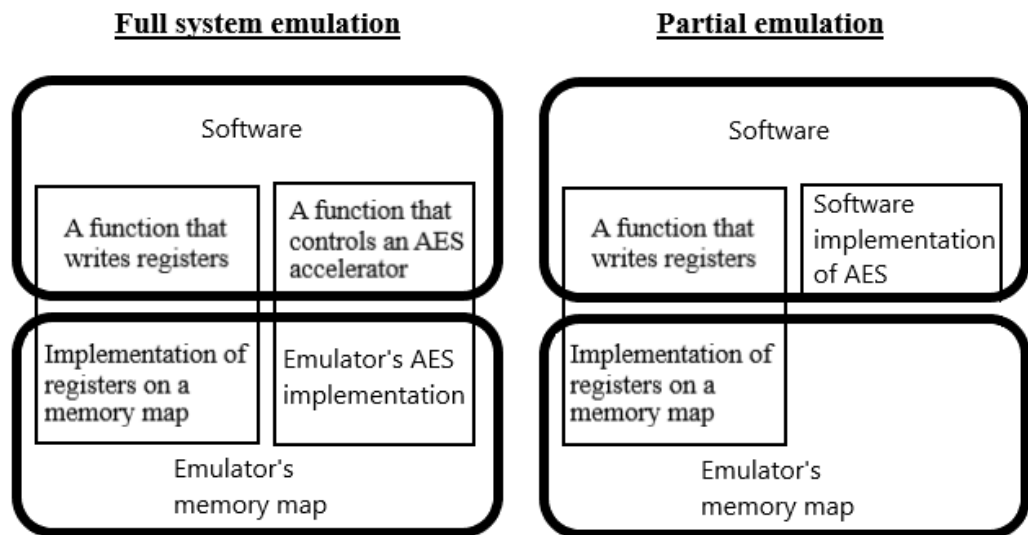 Full system emulation
Software
A function that
writes registers
A function that
controls an AES
accelerator
Implementation of
registers on a
memory map
Emulator's AES
implementation
Emulator's
memory map
Partial emulation
Software
A function that
writes registers
Software
implementation
of AES
Implementation of
registers on a
memory map
Emulator's
memory map